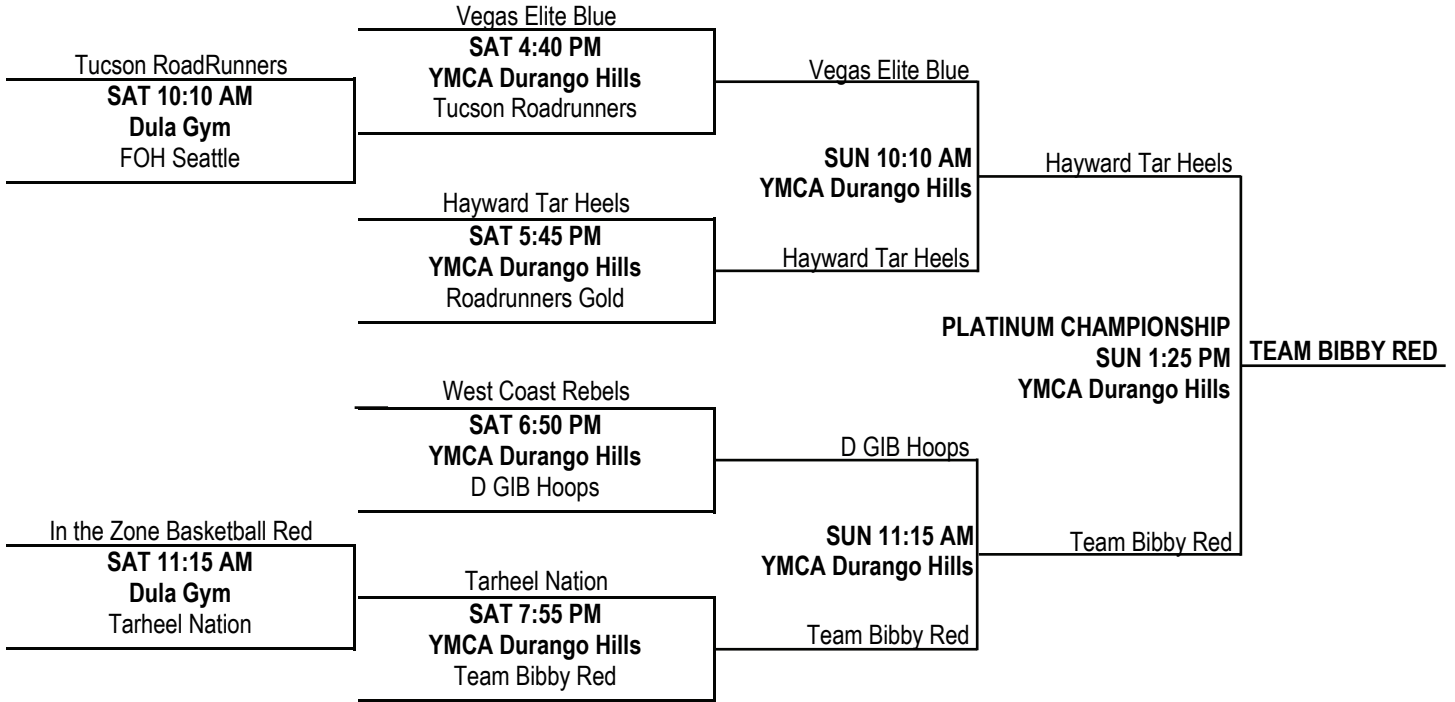 Tucson RoadRunners
SAT 10:10 AM
Dula Gym
FOH Seattle
In the Zone Basketball Red
SAT 11:15 AM
Dula Gym
Tarheel Nation
Vegas Elite Blue
SAT 4:40 PM
YMCA Durango Hills
Tucson Roadrunners
Hayward Tar Heels
SAT 5:45 PM
YMCA Durango Hills
Roadrunners Gold
West Coast Rebels
SAT 6:50 PM
YMCA Durango Hills
D GIB Hoops
Tarheel Nation
SAT 7:55 PM
YMCA Durango Hills
Team Bibby Red
Vegas Elite Blue
SUN 10:10 AM
YMCA Durango Hills
Hayward Tar Heels
D GIB Hoops
SUN 11:15 AM
YMCA Durango Hills
Team Bibby Red
Hayward Tar Heels
PLATINUM CHAMPIONSHIP
SUN 1:25 PM
YMCA Durango Hills
Team Bibby Red
TEAM BIBBY RED